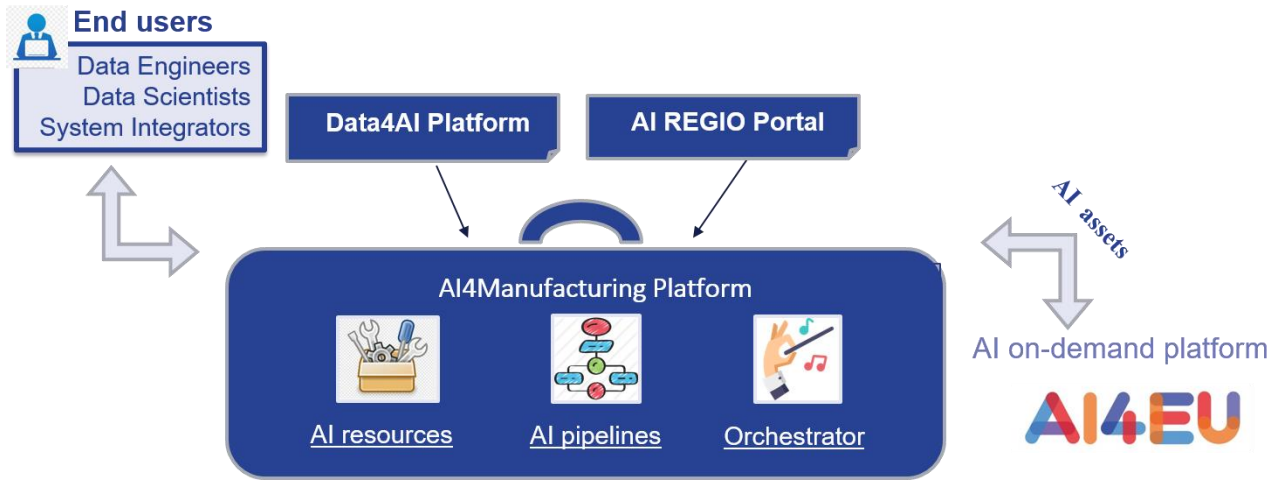 End users
Data Engineers
Data Scientists
System Integrators
Data4AI Platform
AI REGIO Portal
AI assets
AI4Manufacturing Platform
AI resources
AI pipelines
Orchestrator
AI on-demand platform
AI4EU